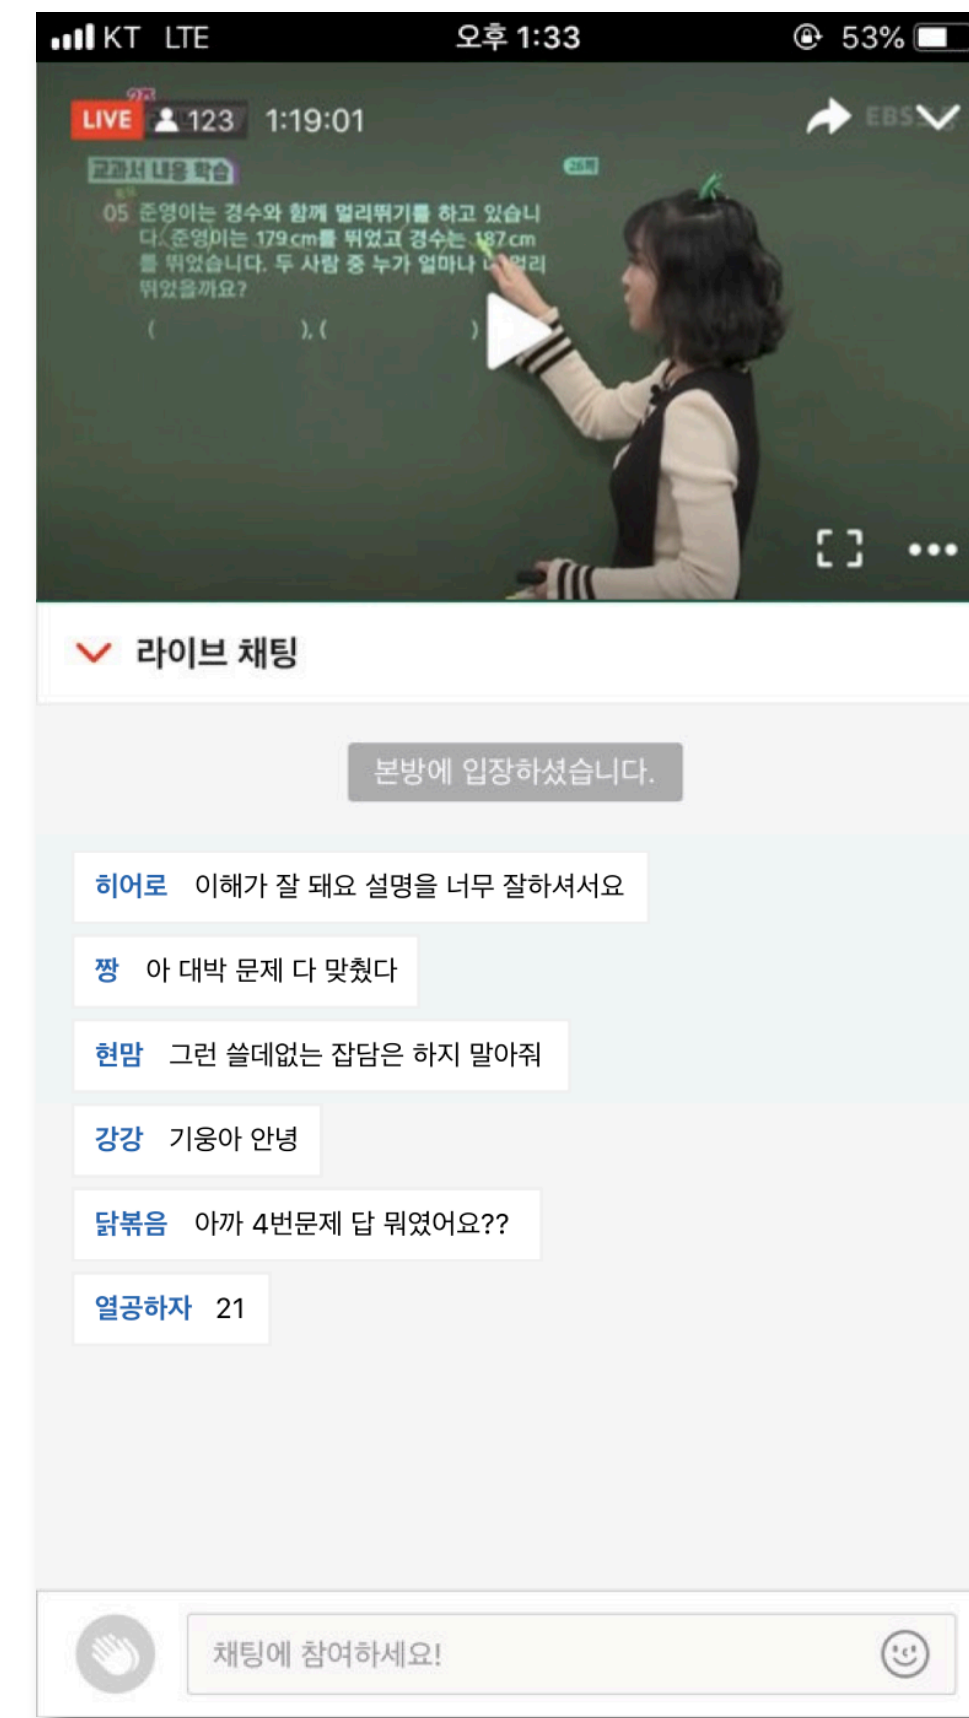 KT LTE 오후 1:33 53%
LIVE 123 1:19:01
EBS
교과서 내용 학습
26쪽
05 준영이는 경수와 함께 멀리뛰기를 하고 있습니
다. 준영이는 179 cm를 뛰었고 경수는 187 cm
를 뛰었습니다. 두 사람 중 누가 얼마나 더 멀리
뛰었을까요?
( ), ( )
라이브 채팅
본방에 입장하셨습니다.
히어로 이해가 잘 돼요 설명을 너무 잘하셔서요
짱 아 대박 문제 다 맞췄다
현맘 그런 쓸데없는 잡담은 하지 말아줘
강강 기웅아 안녕
닭볶음 아까 4번문제 답 뭐였어요??
열공하자 21
채팅에 참여하세요!